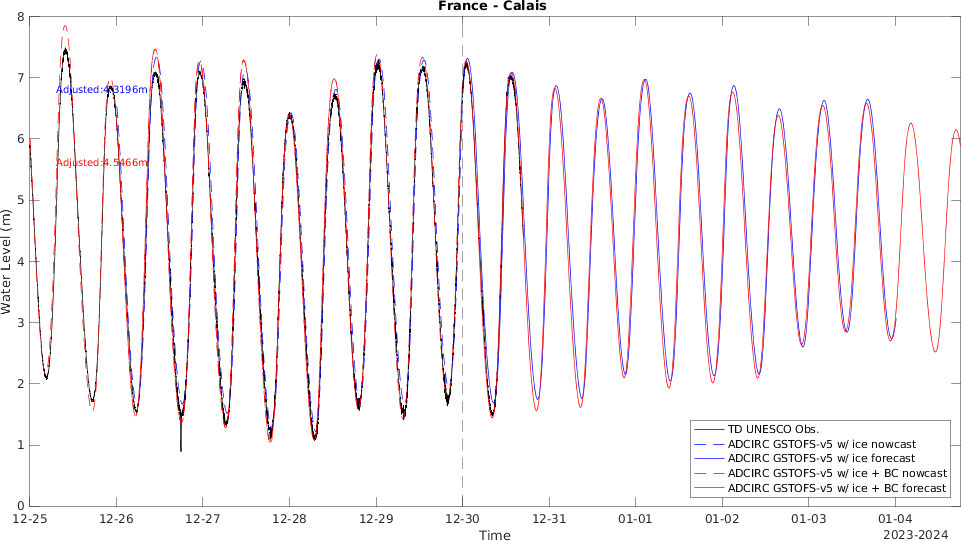 France - Calais
8
7
6
5
4
3
2
1
0
Water Level (m)
Adjusted:4.3196m
Adjusted:4.5466m
TD UNESCO Obs.
ADCIRC GSTOFS-v5 w/ ice nowcast
ADCIRC GSTOFS-v5 w/ ice forecast
ADCIRC GSTOFS-v5 w/ ice + BC nowcast
ADCIRC GSTOFS-v5 w/ ice + BC forecast
12-25 12-26 12-27 12-28 12-29 12-30 12-31 01-01 01-02 01-03 01-04
Time
2023-2024